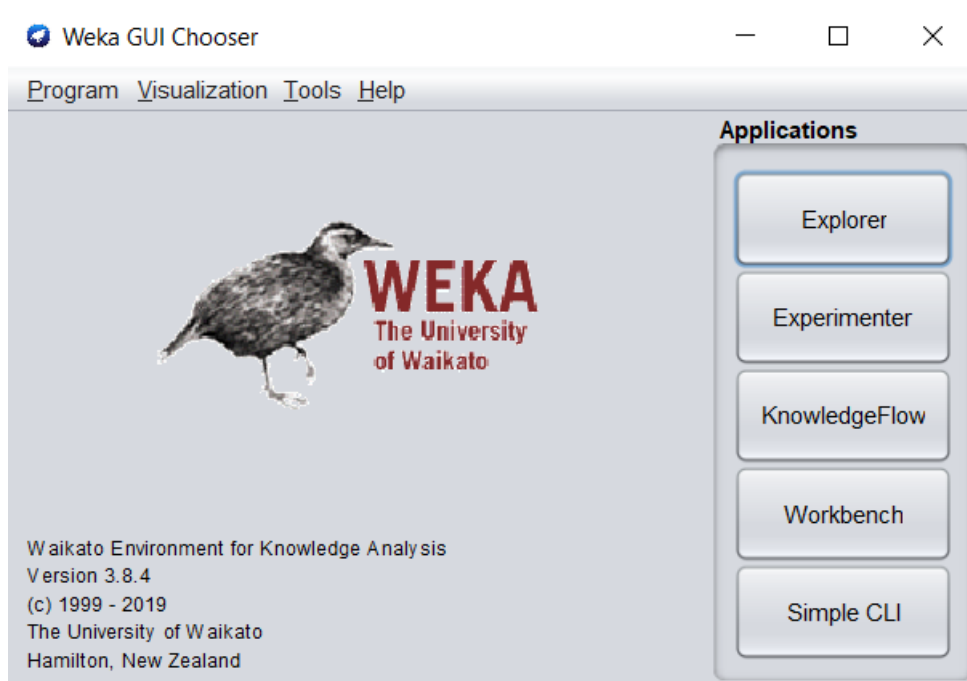 Weka GUI Chooser
Program Visualization Tools Help
Applications
Explorer
Experimenter
KnowledgeFlow
Workbench
Simple CLI
WEKA
The University
of Waikato
Waikato Environment for Knowledge Analysis
Version 3.8.4
(c) 1999 - 2019
The University of Waikato
Hamilton, New Zealand